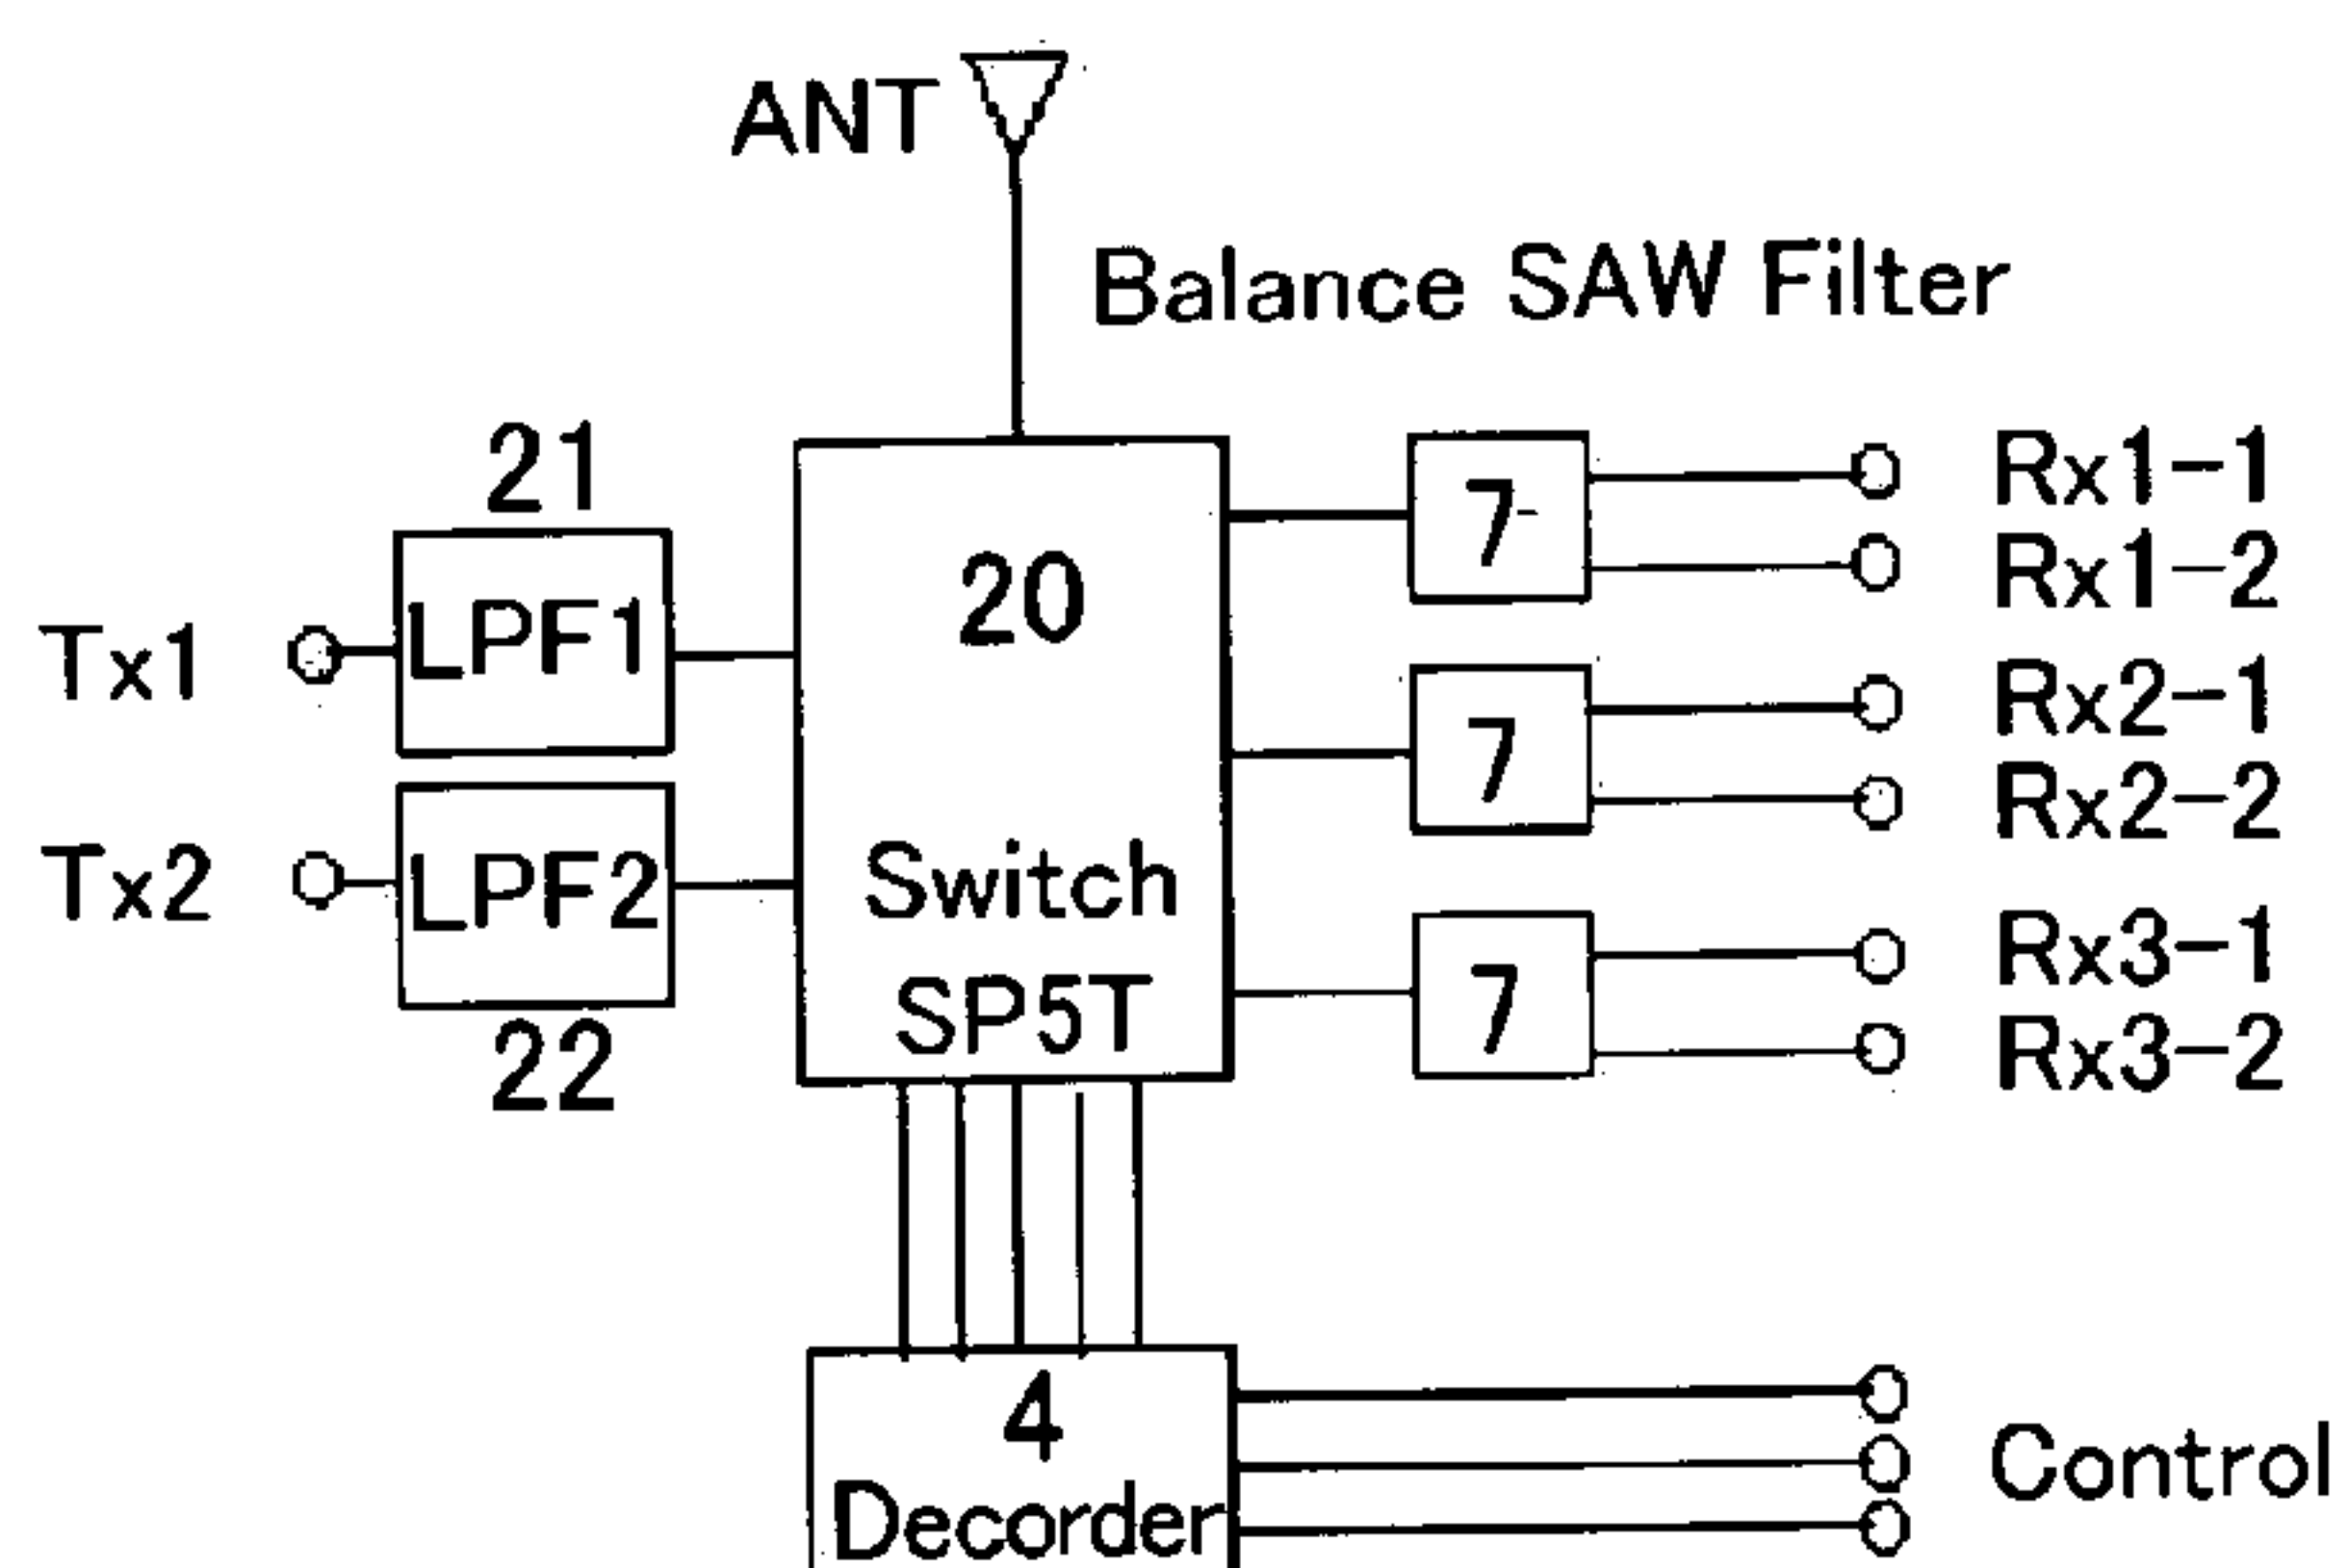 ANT
Balance SAW Filter
21
LPF1
Tx1
Tx2
LPF2
22
20
Switch
SP5T
7
7
7
Rx1-1
Rx1-2
Rx2-1
Rx2-2
Rx3-1
Rx3-2
4
Decorder
Control